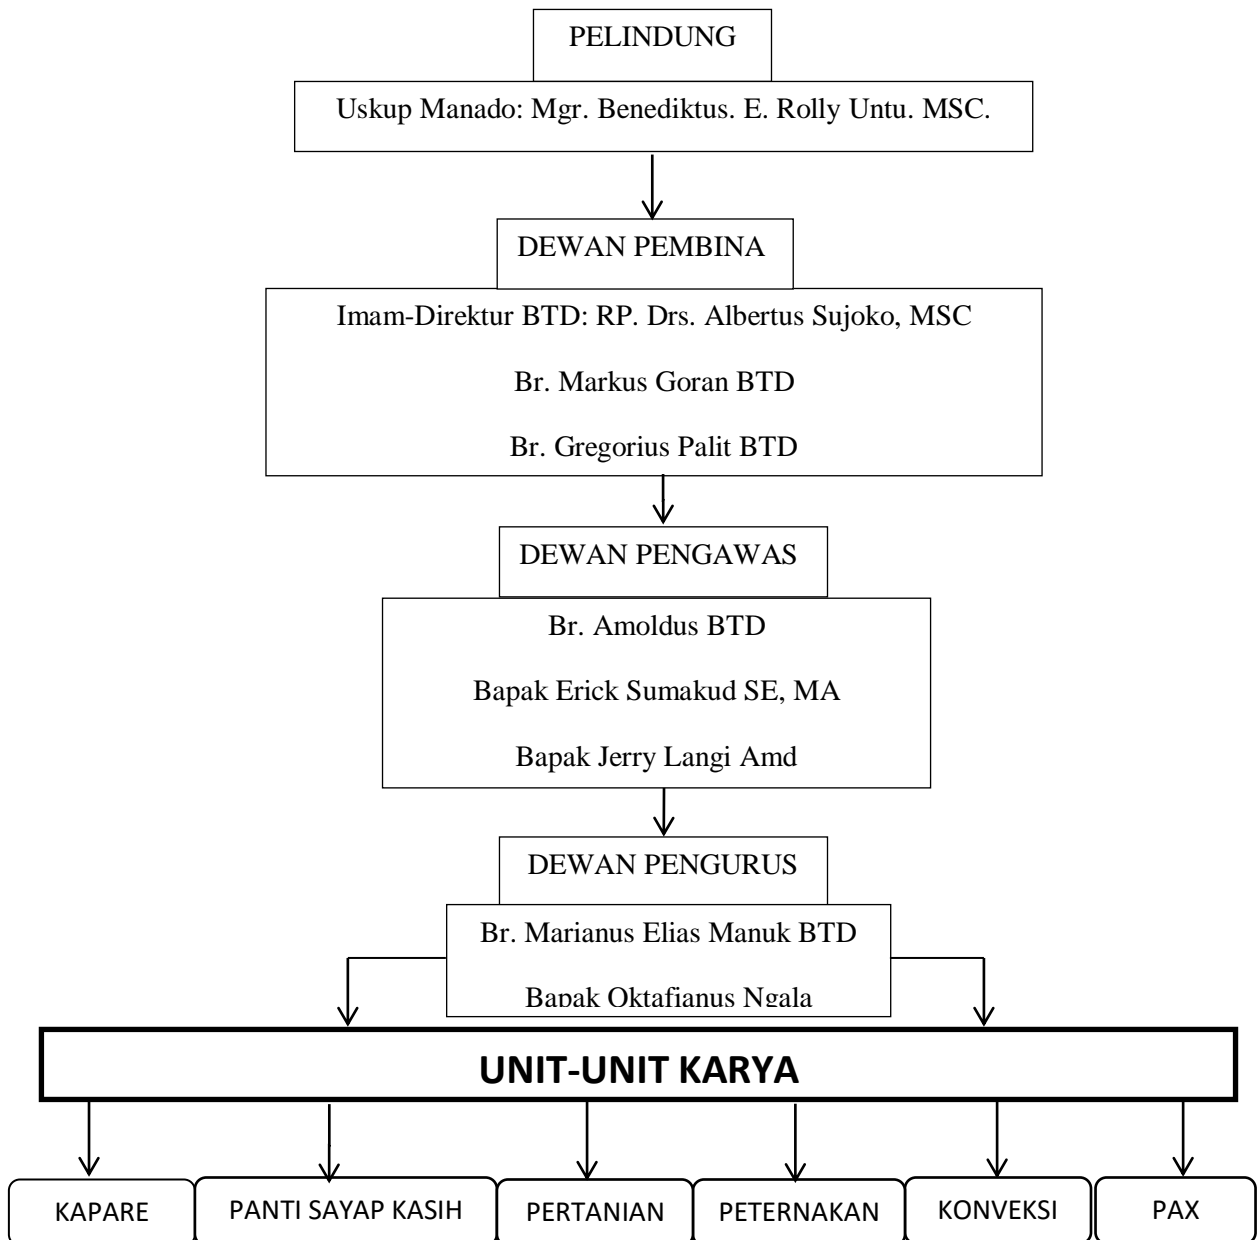 PELINDUNG
Uskup Manado: Mgr. Benediktus. E. Rolly Untu. MSC.
DEWAN PEMBINA
Imam-Direktur BTD: RP. Drs. Albertus Sujoko, MSC
Br. Markus Goran BTD
Br. Gregorius Palit BTD
DEWAN PENGAWAS
Br. Amoldus BTD
Bapak Erick Sumakud SE, MA
Bapak Jerry Langi Amd
DEWAN PENGURUS
Br. Marianus Elias Manuk BTD
Bapak Oktafianus Ngala
UNIT-UNIT KARYA
KAPARE
PANTI SAYAP KASIH
PERTANIAN
PETERNAKAN
KONVEKSI
PAX